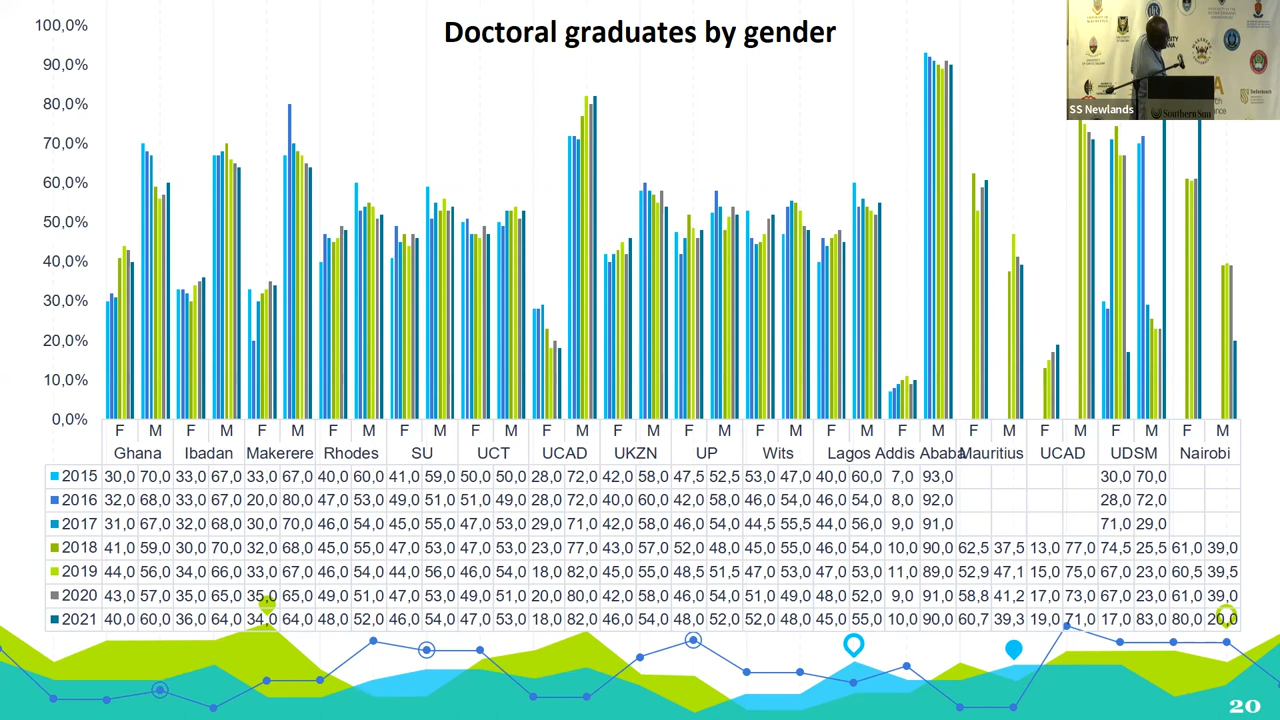 Doctoral graduates by gender
100,0%
90,0%
80,0%
70,0%
60,0%
50,0%
40,0%
30,0%
20,0%
10,0%
0,0%
SS Newlands
Southern Sun
F M F M F M F M F M F M F M F M F M F M F M F M F M F M F M F M
Ghana Ibadan Makerere Rhodes SU UCT UCAD UKZN UP Wits Lagos Addis Ababa Mauritius UCAD UDSM Nairobi
2015 30,0 70,0 33,0 67,0 33,0 67,0 40,0 60,0 41,0 59,0 50,0 50,0 28,0 72,0 42,0 58,0 47,5 52,5 53,0 47,0 40,0 60,0 7,0 93,0 30,0 70,0
2016 32,0 68,0 33,0 67,0 20,0 80,0 47,0 53,0 49,0 51,0 51,0 49,0 28,0 72,0 40,0 60,0 42,0 58,0 46,0 54,0 46,0 54,0 8,0 92,0 28,0 72,0
2017 31,0 67,0 32,0 68,0 30,0 70,0 46,0 54,0 45,0 55,0 47,0 53,0 29,0 71,0 42,0 58,0 46,0 54,0 44,5 55,5 44,0 56,0 9,0 91,0 71,0 29,0
2018 41,0 59,0 30,0 70,0 32,0 68,0 45,0 55,0 47,0 53,0 47,0 53,0 23,0 77,0 43,0 57,0 52,0 48,0 45,0 55,0 46,0 54,0 10,0 90,0 62,5 37,5 13,0 77,0 74,5 25,5 61,0 39,0
2019 44,0 56,0 34,0 66,0 33,0 67,0 46,0 54,0 44,0 56,0 46,0 54,0 18,0 82,0 45,0 55,0 48,5 51,5 47,0 53,0 47,0 53,0 11,0 89,0 52,9 47,1 15,0 75,0 67,0 23,0 60,5 39,5
2020 43,0 57,0 35,0 65,0 35,0 65,0 49,0 51,0 47,0 53,0 49,0 51,0 20,0 80,0 42,0 58,0 46,0 54,0 51,0 49,0 48,0 52,0 9,0 91,0 58,8 41,2 17,0 73,0 67,0 23,0 61,0 39,0
2021 40,0 60,0 36,0 64,0 34,0 64,0 48,0 52,0 46,0 54,0 47,0 53,0 18,0 82,0 46,0 54,0 48,0 52,0 52,0 48,0 45,0 55,0 10,0 90,0 60,7 39,3 19,0 71,0 17,0 83,0 80,0 20,0
20